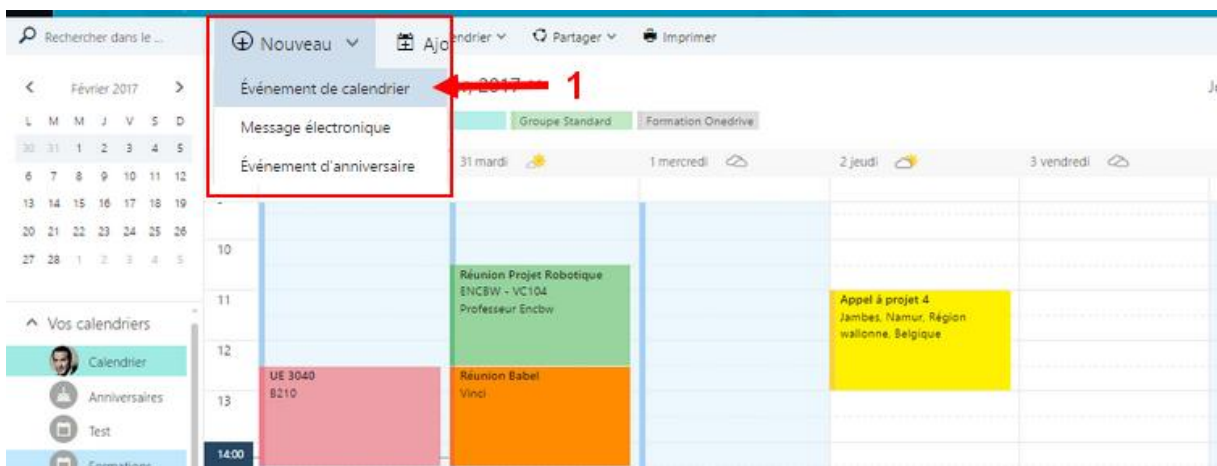 Rechercher dans le ...
Nouveau
Ajo
endrier
Partager
Imprimer
Événement de calendrier
1
Message électronique
Événement d'anniversaire
Février 2017
L M M J V S D
30 31 1 2 3 4 5
6 7 8 9 10 11 12
13 14 15 16 17 18 19
20 21 22 23 24 25 26
27 28 1 2 3 4 5
2017
Groupe Standard
Formation Onedrive
31 mardi
1 mercredi
2 jeudi
3 vendredi
Vos calendriers
Calendrier
Anniversaires
Test
Formations
10
11
12
13
14:00
UE 3040
B210
Réunion Projet Robotique
ENCBW - VC104
Professeur Encbw
Réunion Babel
Vinci
Appel à projet 4
Jambes, Namur, Région
wallonne, Belgique